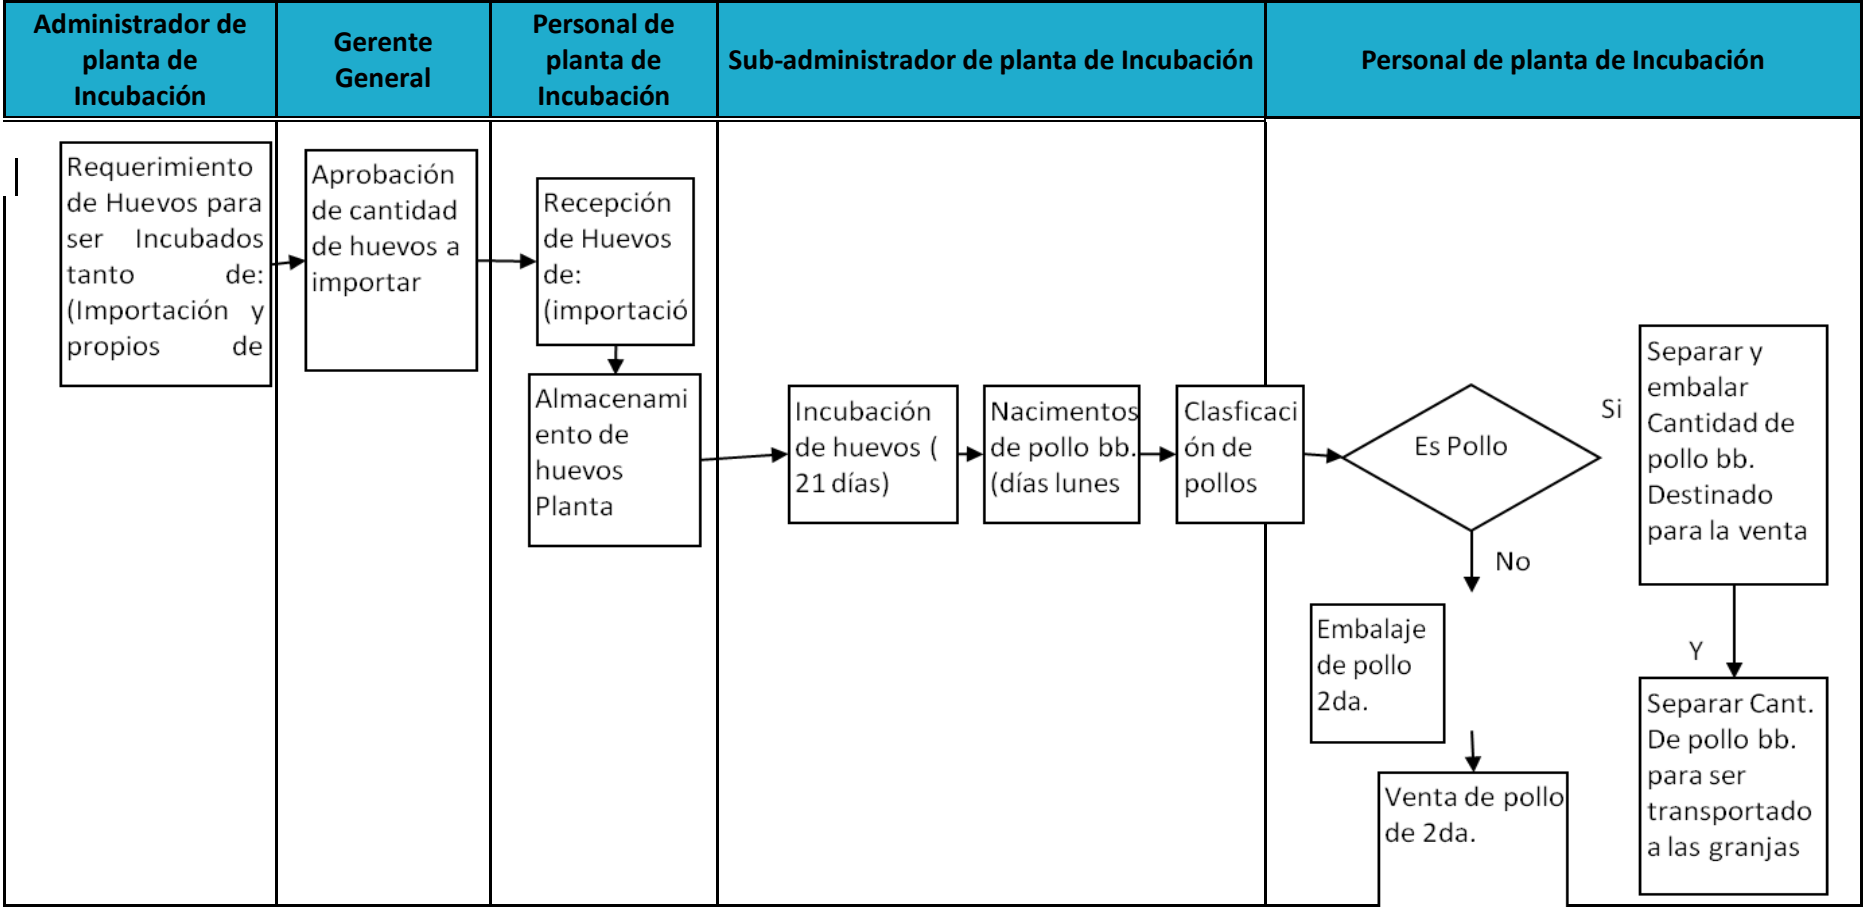 Administrador de
planta de
Incubación
Gerente
General
Personal de
planta de
Incubación
Sub-administrador de planta de Incubación
Personal de planta de Incubación
Requerimiento
de Huevos para
ser Incubados
tanto de:
(Importación y
propios de
Aprobación
de cantidad
de huevos a
importar
Recepción
de Huevos
de:
(importació
Almacenami
ento de
huevos
Planta
Incubación
de huevos (
21 días)
Nacimentos
de pollo bb.
(días lunes
Clasficaci
ón de
pollos
Es Pollo
Si
No
Separar y
embalar
Cantidad de
pollo bb.
Destinado
para la venta
Embalaje
de pollo
2da.
Y
Separar Cant.
De pollo bb.
para ser
transportado
a las granjas
Venta de pollo
de 2da.